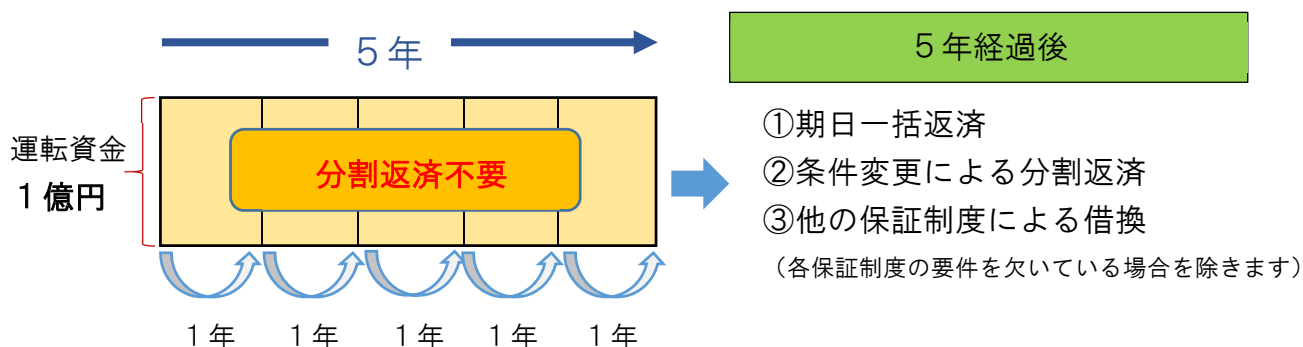 5年
5年経過後
運転資金
1億円
分割返済不要
①期日一括返済
②条件変更による分割返済
③他の保証制度による借換
（各保証制度の要件を欠いている場合を除きます）
1年
1年
1年
1年
1年